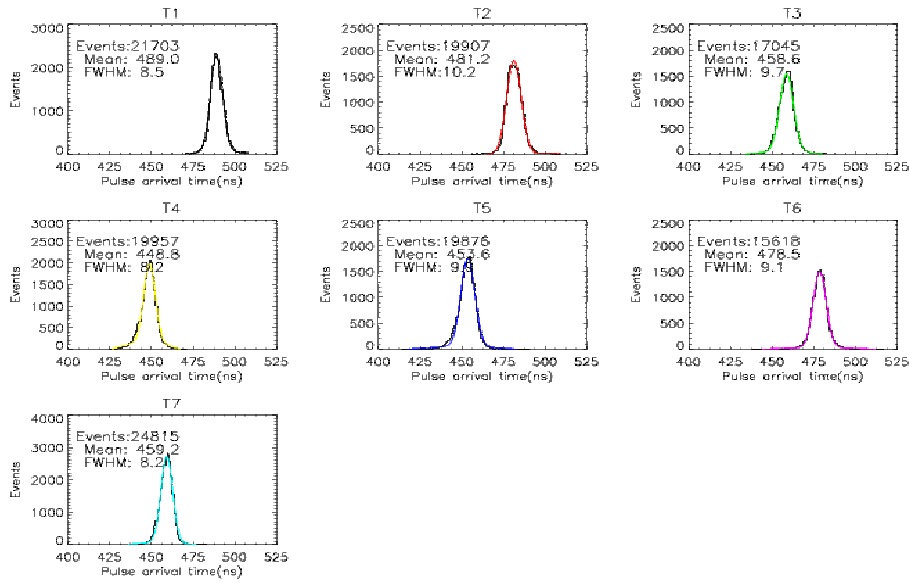 T1
3000
2000
1000
0
Events
Events:21703
Mean: 489.0
FWHM: 8.5
400 425 450 475 500 525
Pulse arrival time(ns)
T2
2500
2000
1500
1000
500
0
Events
Events:19907
Mean: 481.2
FWHM:10.2
400 425 450 475 500 525
Pulse arrival time(ns)
T3
2500
2000
1500
1000
500
0
Events
Events:17045
Mean: 458.6
FWHM: 9.7
400 425 450 475 500 525
Pulse arrival time(ns)
T4
3000
2500
2000
1500
1000
500
0
Events
Events:19957
Mean: 448.8
FWHM: 8.2
400 425 450 475 500 525
Pulse arrival time(ns)
T5
2500
2000
1500
1000
500
0
Events
Events:19876
Mean: 453.6
FWHM:
400 425 450 475 500 525
Pulse arrival time(ns)
T6
2500
2000
1500
1000
500
0
Events
Events:15618
Mean: 478.5
FWHM: 9.1
400 425 450 475 500 525
Pulse arrival time(ns)
T7
4000
3000
2000
1000
0
Events
Events:24815
Mean: 459.2
FWHM: 8.2
400 425 450 475 500 525
Pulse arrival time(ns)